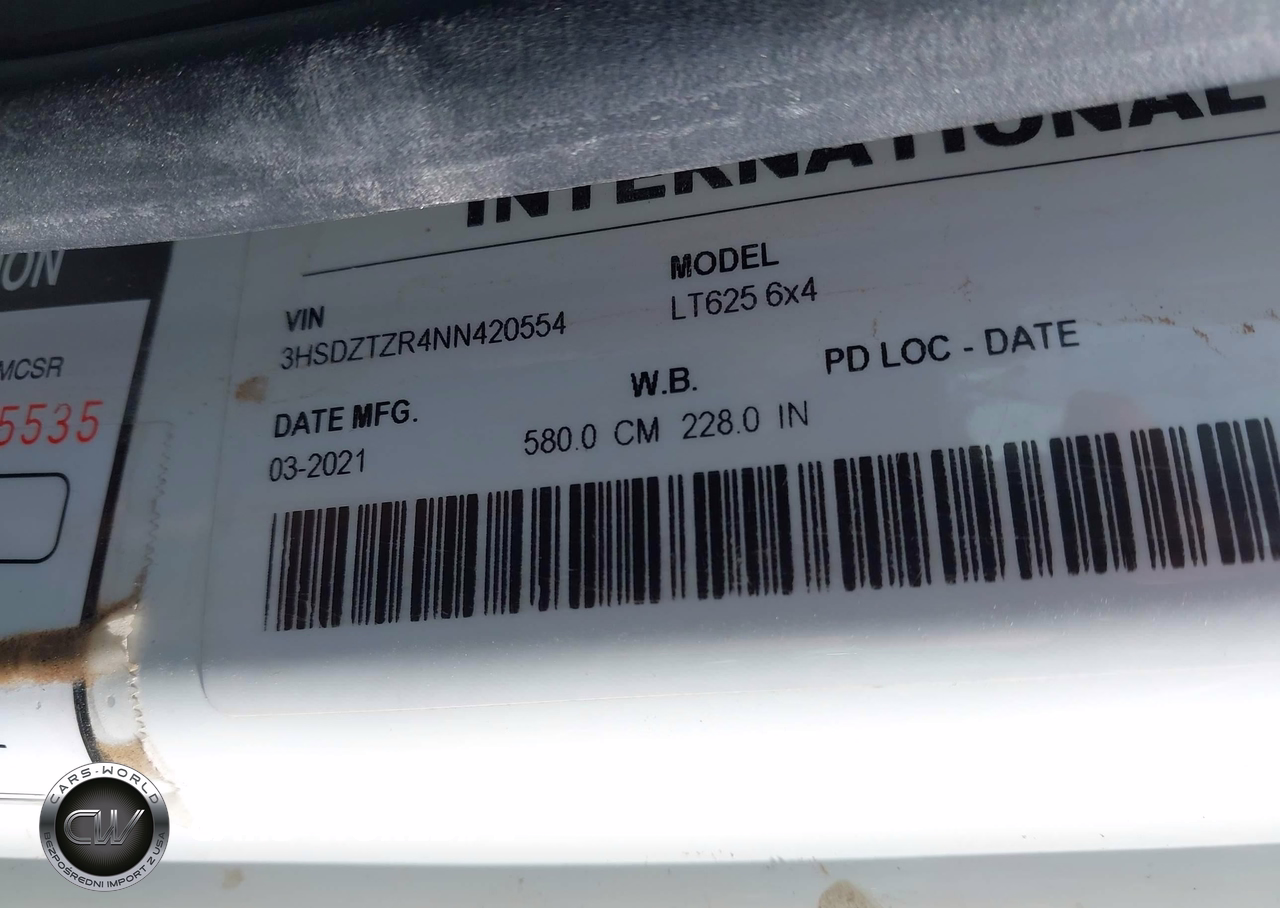 INTERNATIONAL
ION
MODEL
LT625 6x4
VIN
3HSDZTZR4NN420554
MCSR
5535
PD LOC - DATE
W.B.
580.0 CM 228.0 IN
DATE MFG.
03-2021
CARS-WORLD
CW
BEZPOŚREDNI IMPORT Z USA